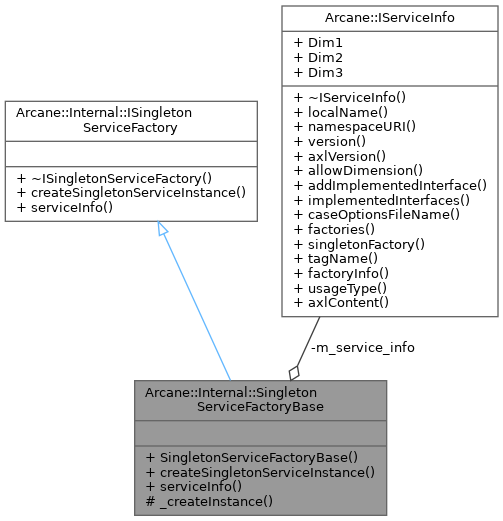 Arcane::IServiceInfo
+ Dim1
+ Dim2
+ Dim3
+ ~IServiceInfo()
+ localName()
+ namespaceURI()
+ version()
+ axlVersion()
+ allowDimension()
+ addImplementedInterface()
+ implementedInterfaces()
+ caseOptionsFileName()
+ factories()
+ singletonFactory()
+ tagName()
+ factoryInfo()
+ usageType()
+ axlContent()
Arcane::Internal::ISingleton
ServiceFactory
+ ~ISingletonServiceFactory()
+ createSingletonServiceInstance()
+ serviceInfo()
-m_service_info
Arcane::Internal::Singleton
ServiceFactoryBase
+ SingletonServiceFactoryBase()
+ createSingletonServiceInstance()
+ serviceInfo()
# _createInstance()